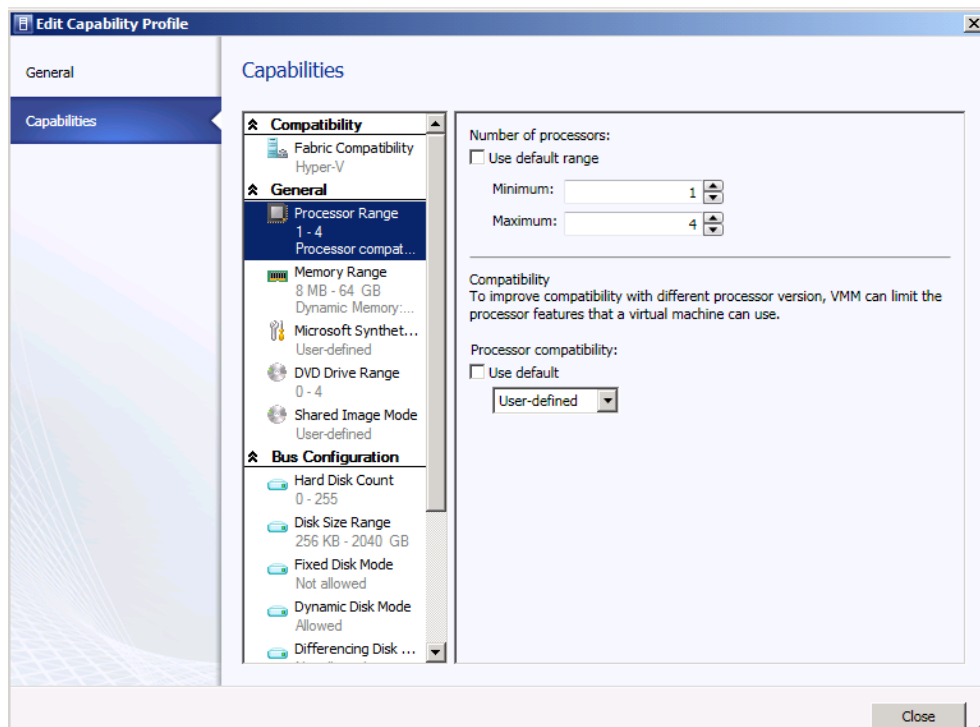 Edit Capability Profile
General
Capabilities
Capabilities
Compatibility
Fabric Compatibility
Hyper-V
General
Processor Range
1 - 4
Processor compat...
Memory Range
8 MB - 64 GB
Dynamic Memory:...
Microsoft Synthet...
User-defined
DVD Drive Range
0 - 4
Shared Image Mode
User-defined
Bus Configuration
Hard Disk Count
0 - 255
Disk Size Range
256 KB - 2040 GB
Fixed Disk Mode
Not allowed
Dynamic Disk Mode
Allowed
Differencing Disk ...
Number of processors:
Use default range
Minimum: 1
Maximum: 4
Compatibility
To improve compatibility with different processor version, VMM can limit the
processor features that a virtual machine can use.
Processor compatibility:
Use default
User-defined
Close